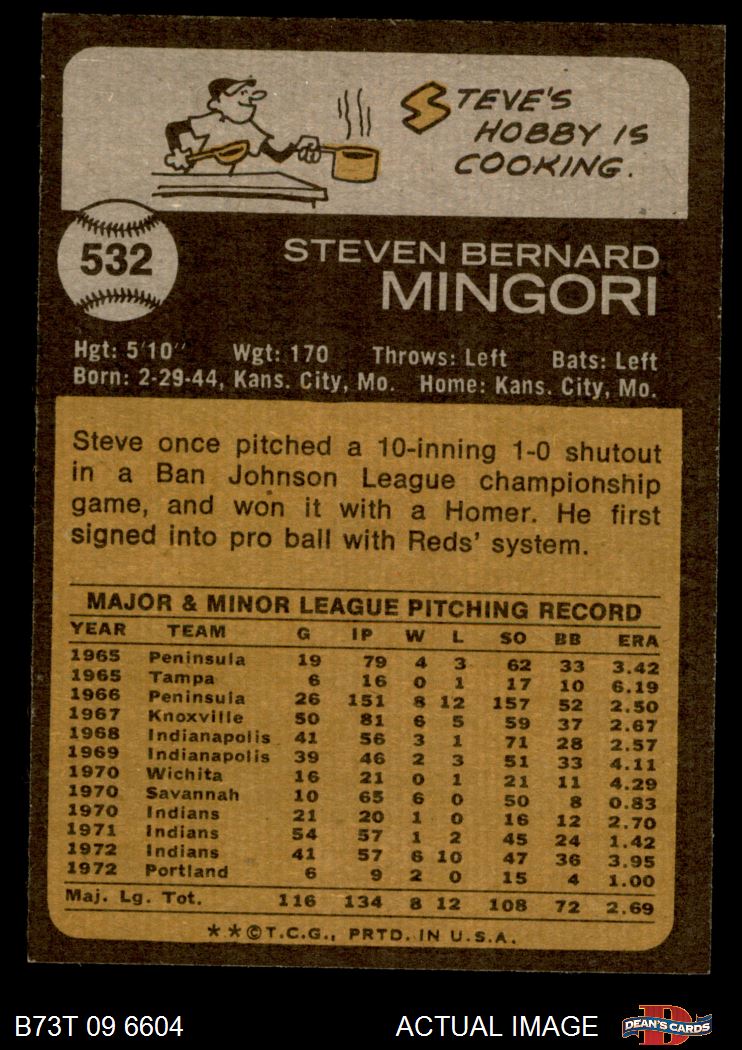 STEVE'S
HOBBY IS
COOKING.
532
STEVEN BERNARD
MINGORI
Hgt: 5'10" Wgt: 170 Throws: Left Bats: Left
Born: 2-29-44, Kans. City, Mo. Home: Kans. City, Mo.
Steve once pitched a 10-inning 1-0 shutout
in a Ban Johnson League championship
game, and won it with a Homer. He first
signed into pro ball with Reds' system.
MAJOR & MINOR LEAGUE PITCHING RECORD
YEAR TEAM G IP W L SO BB ERA
1965 Peninsula 19 79 4 3 62 33 3.42
1965 Tampa 6 16 0 1 17 10 6.19
1966 Peninsula 26 151 8 12 157 52 2.50
1967 Knoxville 50 81 6 5 59 37 2.67
1968 Indianapolis 41 56 3 1 71 28 2.57
1969 Indianapolis 39 46 2 3 51 33 4.11
1970 Wichita 16 21 0 1 21 11 4.29
1970 Savannah 10 65 6 0 50 8 0.83
1970 Indians 21 20 1 0 16 12 2.70
1971 Indians 54 57 1 2 45 24 1.42
1972 Indians 41 57 6 10 47 36 3.95
1972 Portland 6 9 2 0 15 4 1.00
Maj. Lg. Tot. 116 134 8 12 108 72 2.69
**©T.C.G., PRTD. IN U.S.A.
B73T 09 6604 ACTUAL IMAGE D DEAN'S CARDS